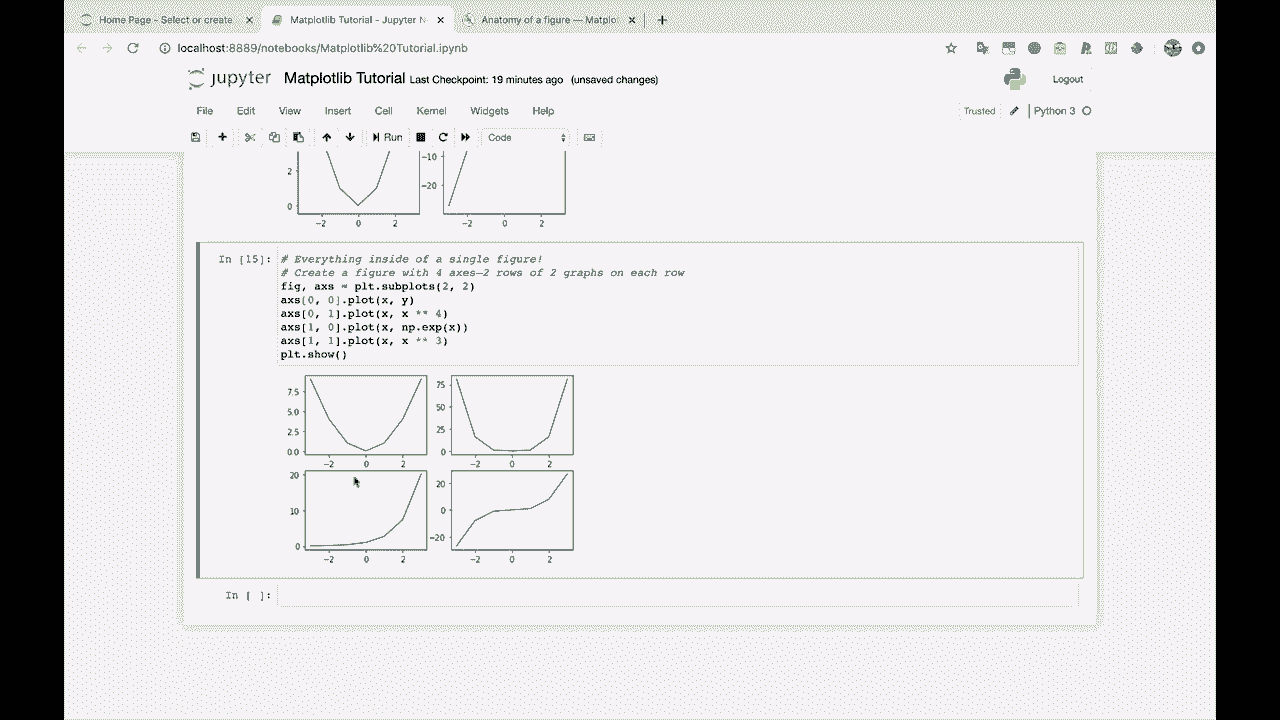 Home Page - Select or create
Matplotlib Tutorial - Jupyter N
Anatomy of a figure — Matplot
localhost:8889/notebooks/Matplotlib%20Tutorial.ipynb
jupyter Matplotlib Tutorial Last Checkpoint: 19 minutes ago (unsaved changes)
Logout
File Edit View Insert Cell Kernel Widgets Help
Trusted Python 3
Run Code
2 0 −2 0 2
−10 −20 −2 0 2
In [15]:
# Everything inside of a single figure!
# Create a figure with 4 axes—2 rows of 2 graphs on each row
fig, axs = plt.subplots(2, 2)
axs[0, 0].plot(x, y)
axs[0, 1].plot(x, x ** 4)
axs[1, 0].plot(x, np.exp(x))
axs[1, 1].plot(x, x ** 3)
plt.show()
7.5 5.0 2.5 0.0 −2 0 2
75 50 25 0 −2 0 2
20 10 0 −2 0 2
20 0 −20 −2 0 2
In [ ]: